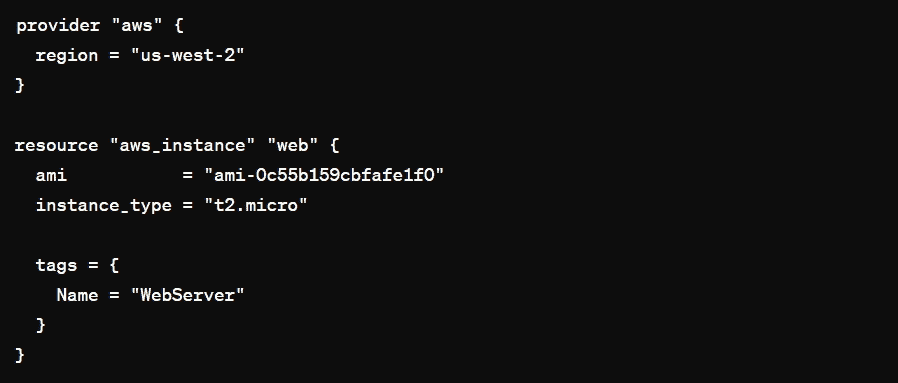 provider "aws" {
  region = "us-west-2"
}

resource "aws_instance" "web" {
  ami           = "ami-0c55b159cbfafe1f0"
  instance_type = "t2.micro"

  tags = {
    Name = "WebServer"
  }
}